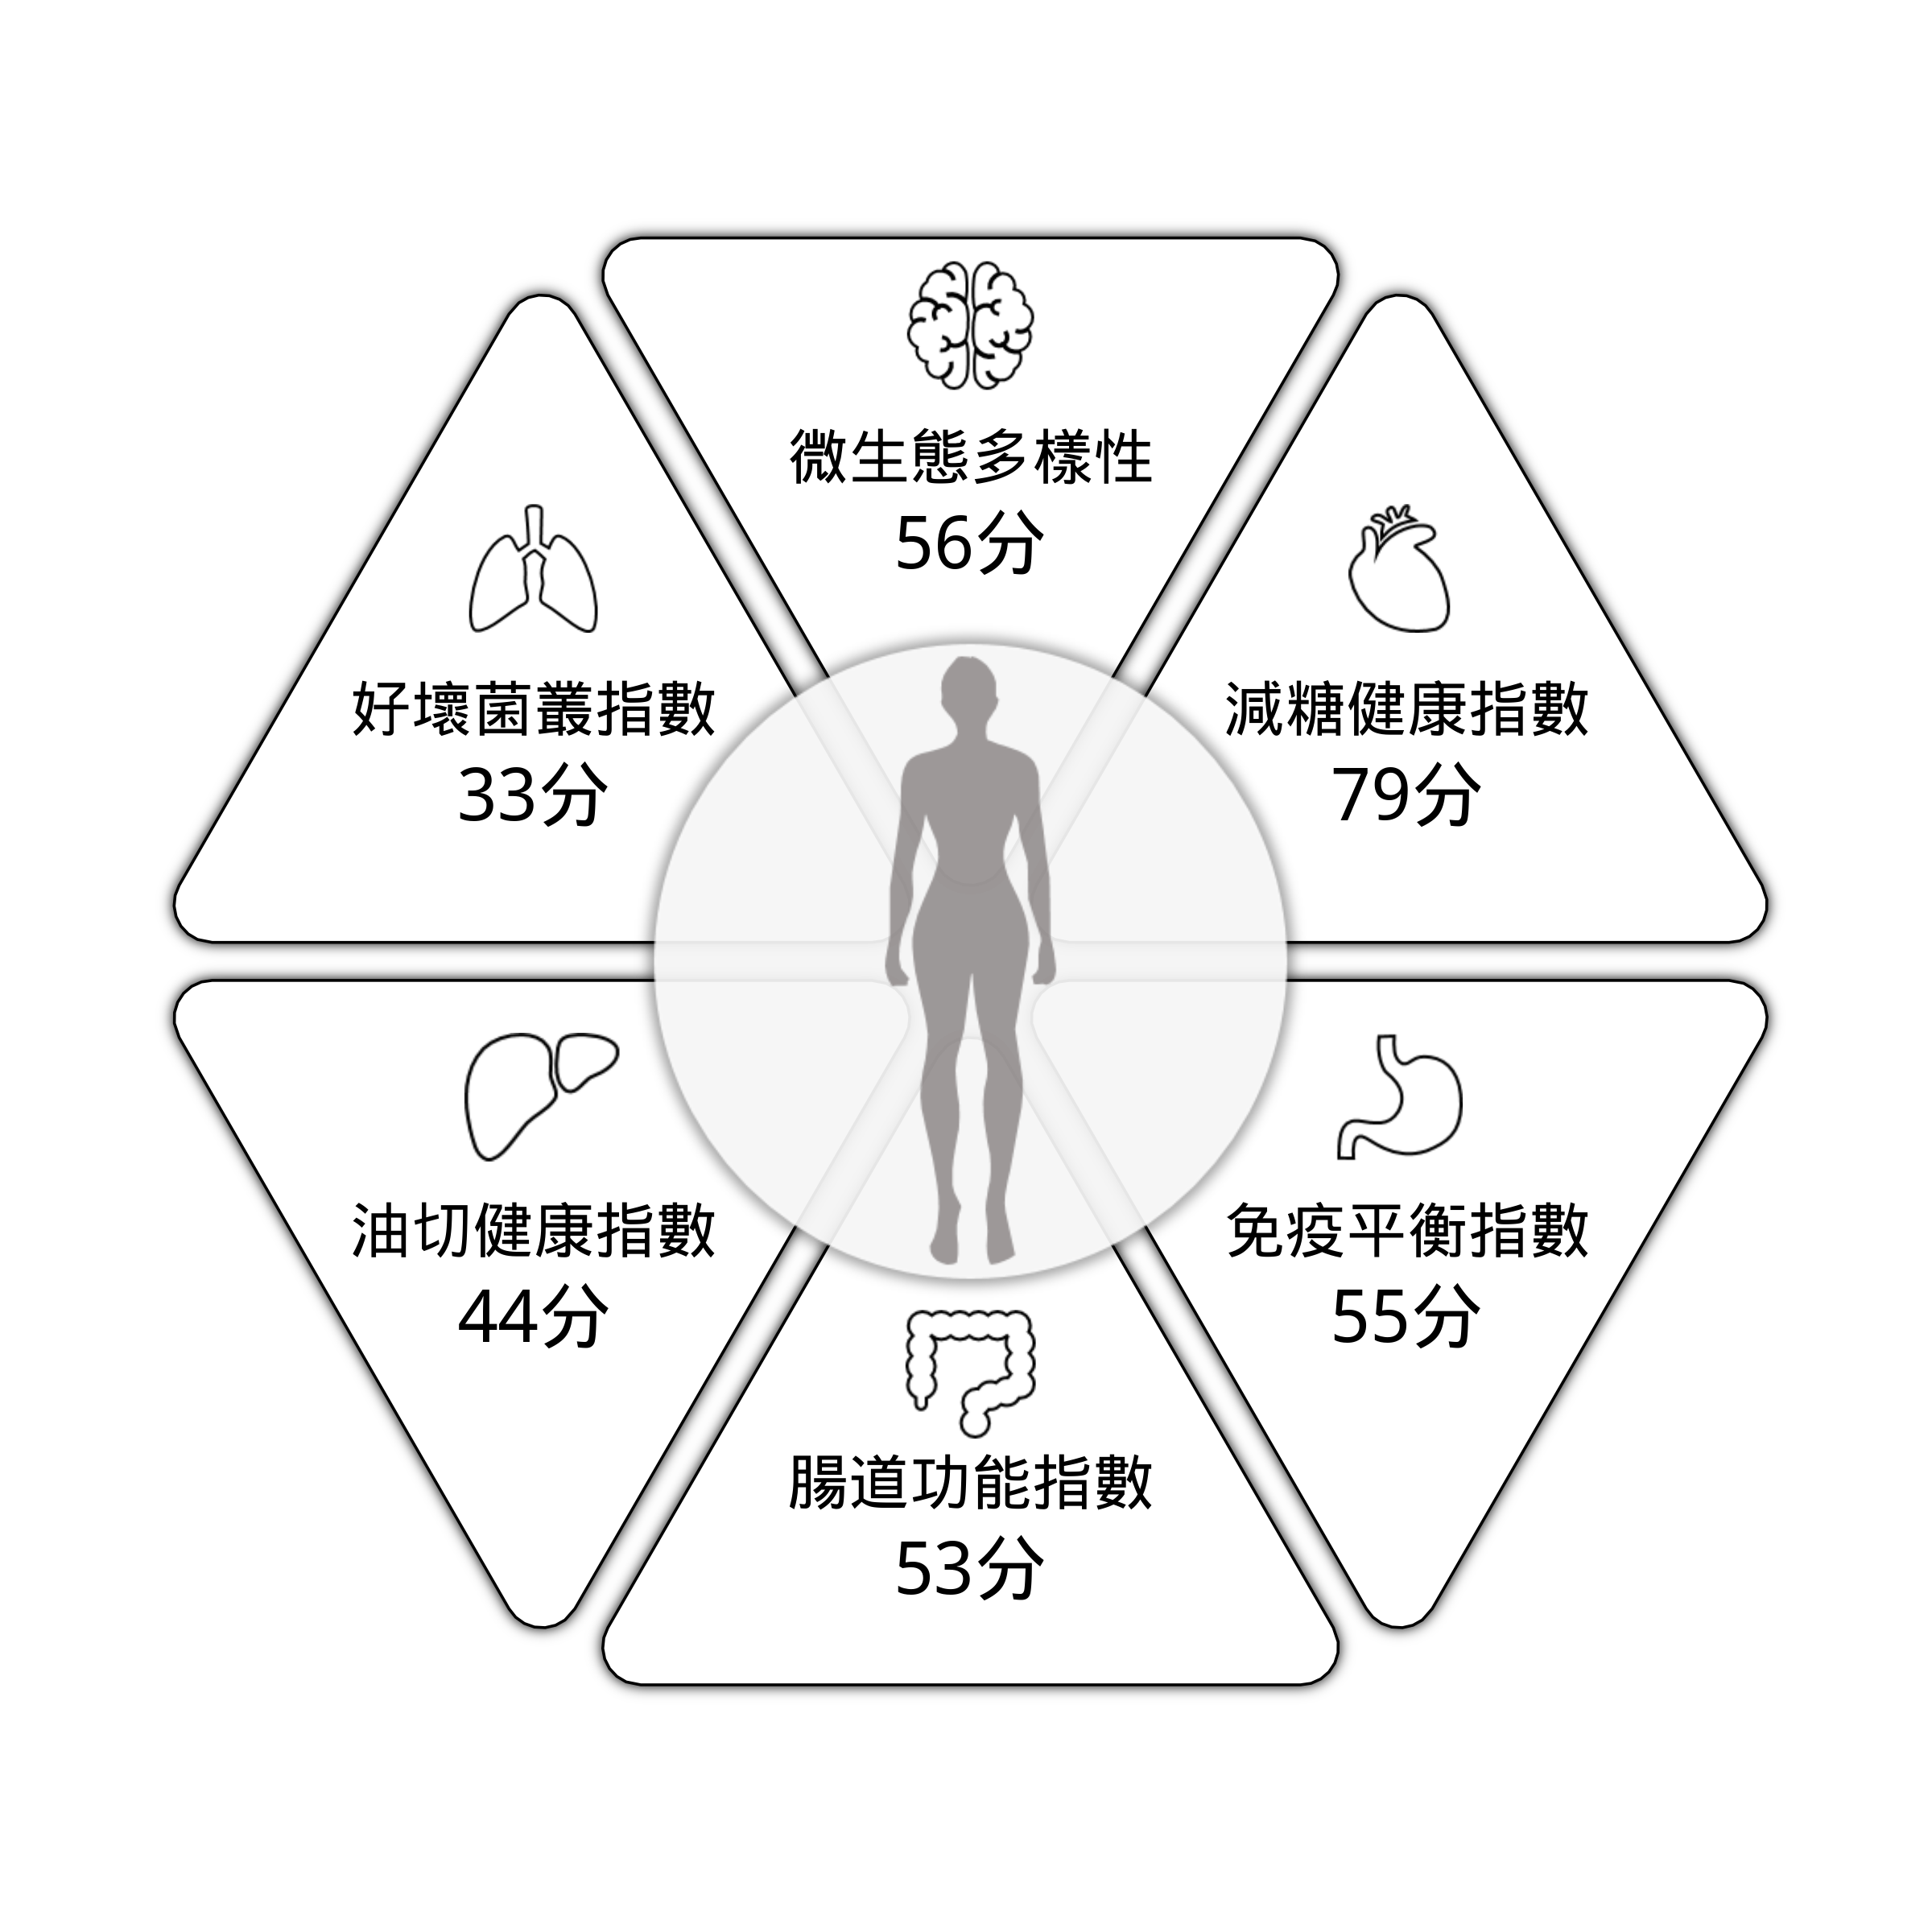 微生態多樣性
56分
好壞菌叢指數
33分
減糖健康指數
79分
油切健康指數
44分
免疫平衡指數
55分
腸道功能指數
53分